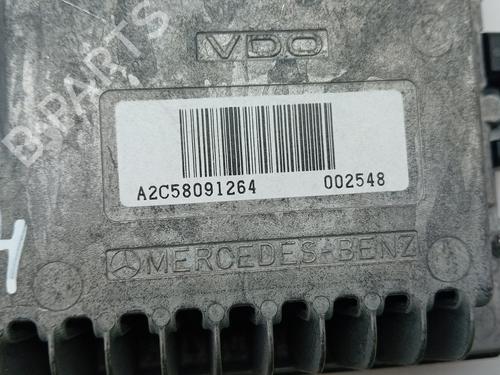 VDO
A2C58091264 002548
MERCEDES-BENZ
B-PARTS